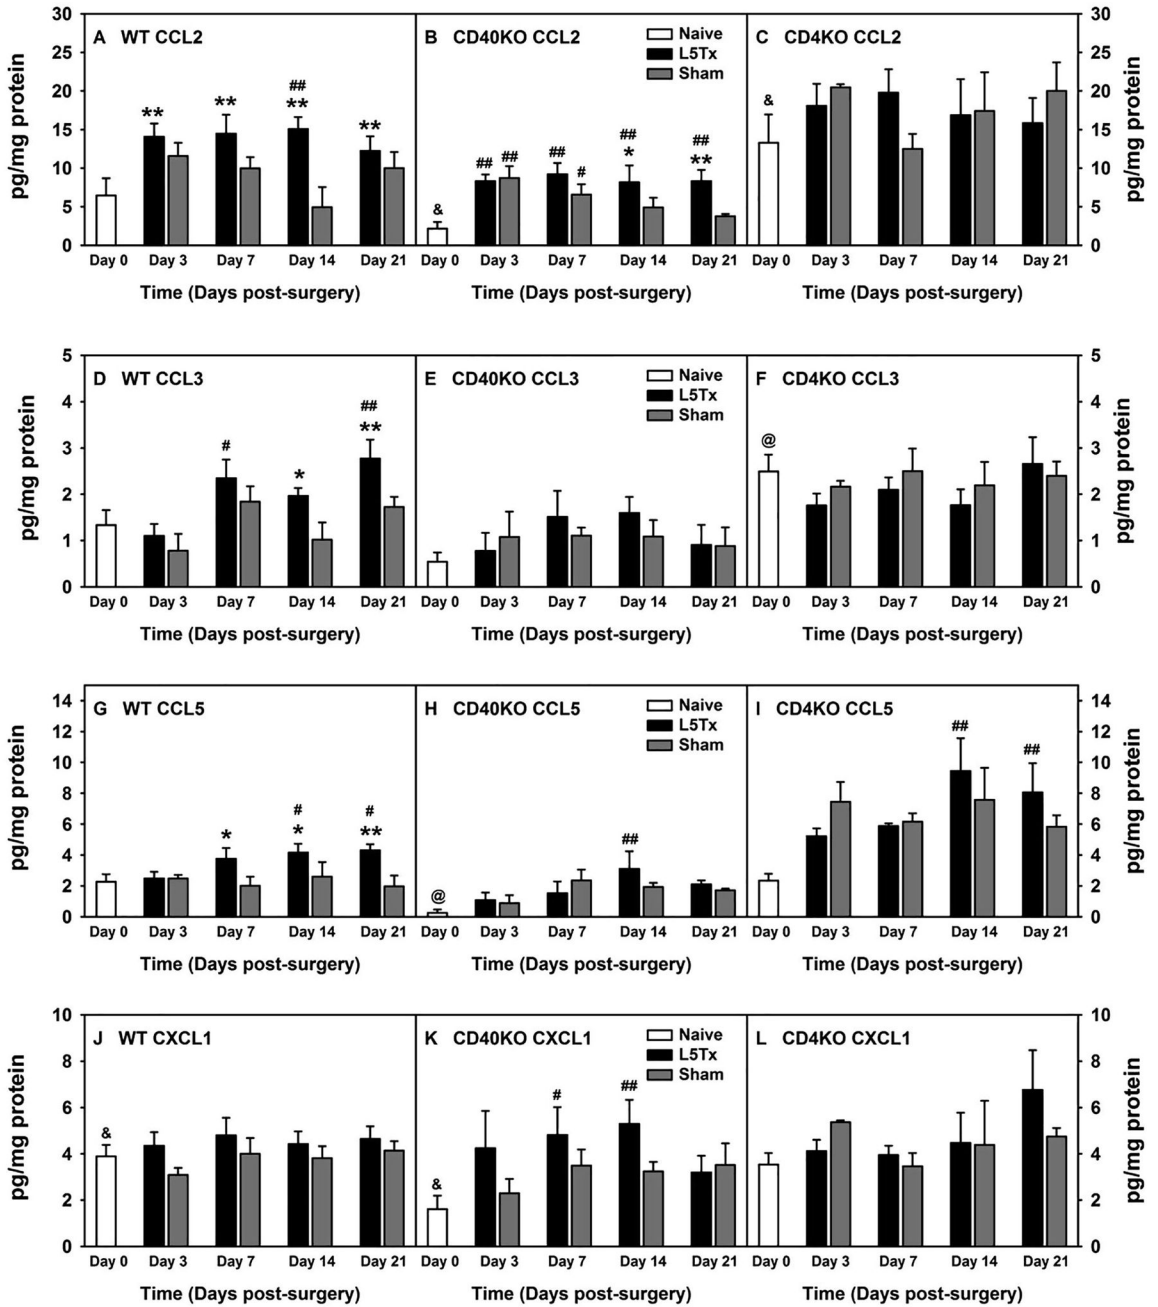 A WT CCL2
B CD40KO CCL2
C CD4KO CCL2
Naive
L5Tx
Sham
pg/mg protein
30
25
20
15
10
5
0
**
**
##
**
**
&
##
##
##
#
##
*
##
**
&
30
25
20
15
10
5
0
pg/mg protein
Day 0 Day 3 Day 7 Day 14 Day 21
Day 0 Day 3 Day 7 Day 14 Day 21
Day 0 Day 3 Day 7 Day 14 Day 21
Time (Days post-surgery)
Time (Days post-surgery)
Time (Days post-surgery)
D WT CCL3
E CD40KO CCL3
F CD4KO CCL3
Naive
L5Tx
Sham
pg/mg protein
5
4
3
2
1
0
#
*
##
**
@
5
4
3
2
1
0
pg/mg protein
Day 0 Day 3 Day 7 Day 14 Day 21
Day 0 Day 3 Day 7 Day 14 Day 21
Day 0 Day 3 Day 7 Day 14 Day 21
Time (Days post-surgery)
Time (Days post-surgery)
Time (Days post-surgery)
G WT CCL5
H CD40KO CCL5
I CD4KO CCL5
Naive
L5Tx
Sham
pg/mg protein
14
12
10
8
6
4
2
0
*
#
*
#
**
@
##
##
##
14
12
10
8
6
4
2
0
pg/mg protein
Day 0 Day 3 Day 7 Day 14 Day 21
Day 0 Day 3 Day 7 Day 14 Day 21
Day 0 Day 3 Day 7 Day 14 Day 21
Time (Days post-surgery)
Time (Days post-surgery)
Time (Days post-surgery)
J WT CXCL1
K CD40KO CXCL1
L CD4KO CXCL1
Naive
L5Tx
Sham
pg/mg protein
10
8
6
4
2
0
&
&
#
##
10
8
6
4
2
0
pg/mg protein
Day 0 Day 3 Day 7 Day 14 Day 21
Day 0 Day 3 Day 7 Day 14 Day 21
Day 0 Day 3 Day 7 Day 14 Day 21
Time (Days post-surgery)
Time (Days post-surgery)
Time (Days post-surgery)